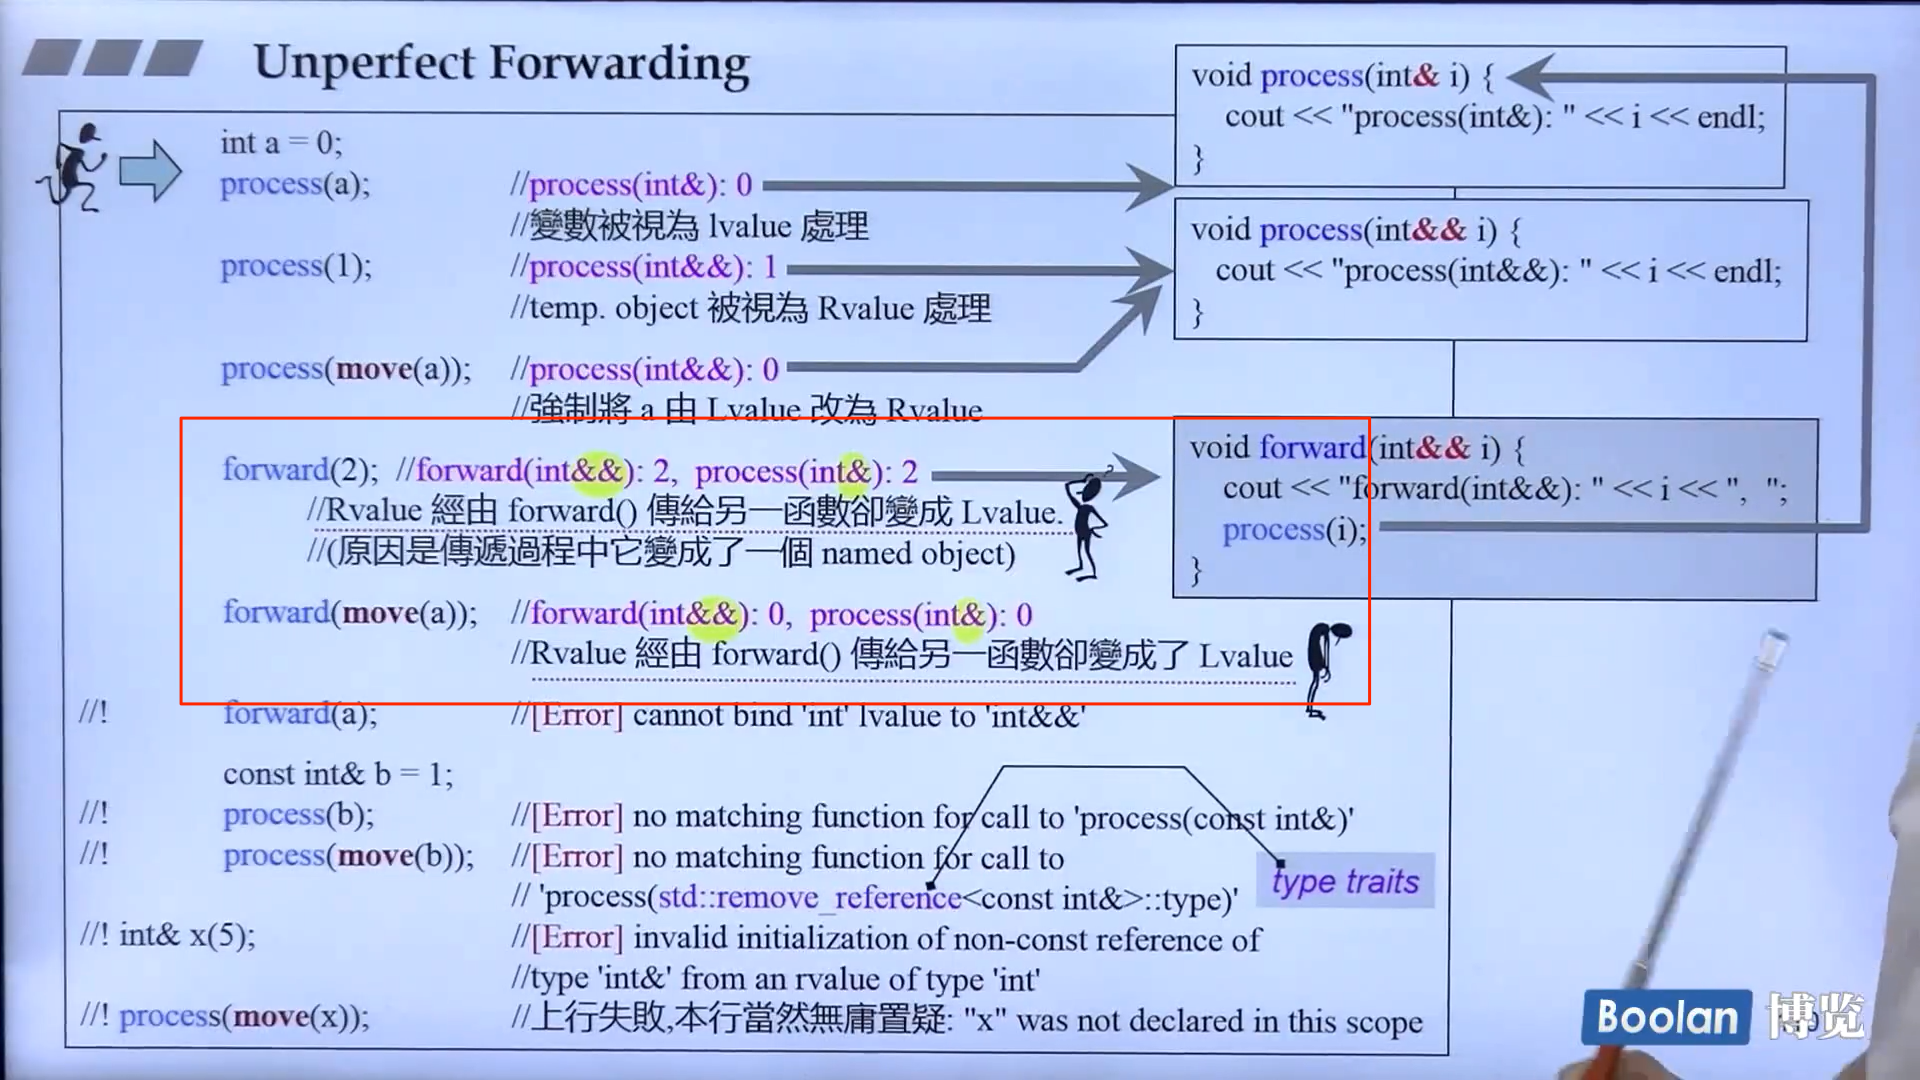 Unperfect Forwarding
int a = 0;
process(a); //process(int&): 0
//變數被視為 lvalue 處理
process(1); //process(int&&): 1
//temp. object 被視為 Rvalue 處理
process(move(a)); //process(int&&): 0
//強制將 a 由 Lvalue 改為 Rvalue
forward(2); //forward(int&&): 2, process(int&): 2
//Rvalue 經由 forward() 傳給另一函數卻變成 Lvalue.
//(原因是傳遞過程中它變成了一個 named object)
forward(move(a)); //forward(int&&): 0, process(int&): 0
//Rvalue 經由 forward() 傳給另一函數卻變成了 Lvalue
//! forward(a); //[Error] cannot bind 'int' lvalue to 'int&&'
const int& b = 1;
//! process(b); //[Error] no matching function for call to 'process(const int&)'
//! process(move(b)); //[Error] no matching function for call to
// 'process(std::remove_reference<const int&>::type)'
type traits
//! int& x(5); //[Error] invalid initialization of non-const reference of
//type 'int&' from an rvalue of type 'int'
//! process(move(x)); //上行失敗,本行當然無庸置疑: "x" was not declared in this scope
void process(int& i) {
cout << "process(int&): " << i << endl;
}
void process(int&& i) {
cout << "process(int&&): " << i << endl;
}
void forward(int&& i) {
cout << "forward(int&&): " << i << ", ";
process(i);
}
Boolan 博览